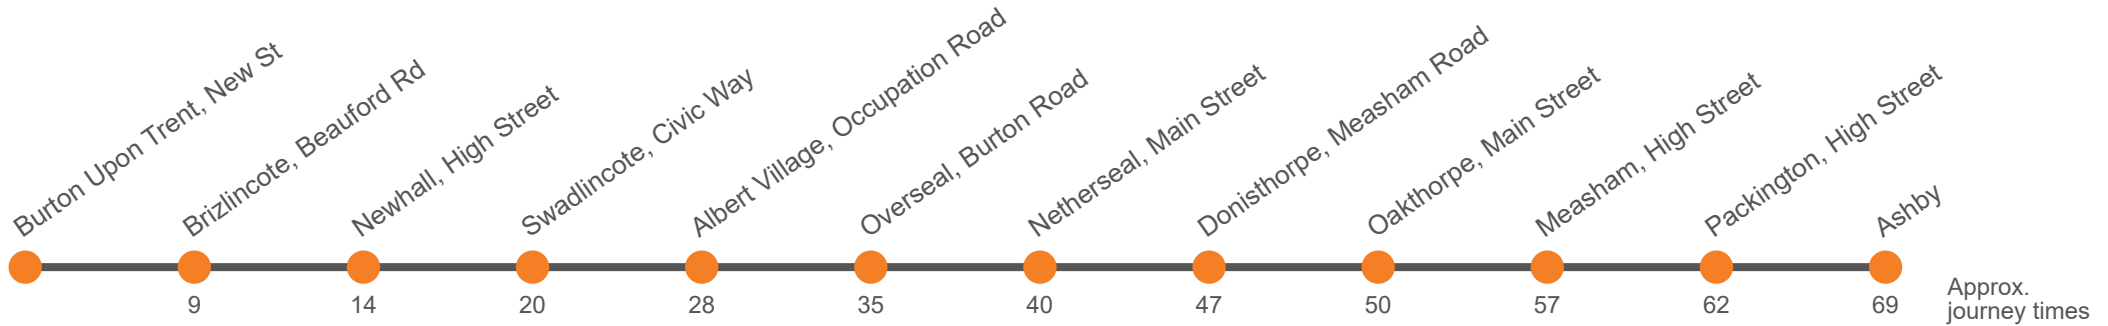 Burton Upon Trent, New St
Brizlincote, Beauford Rd
Newhall, High Street
Swadlincote, Civic Way
Albert Village, Occupation Road
Overseal, Burton Road
Netherseal, Main Street
Donisthorpe, Measham Road
Oakthorpe, Main Street
Measham, High Street
Packington, High Street
Ashby
9
14
20
28
35
40
47
50
57
62
69
Approx.
journey times